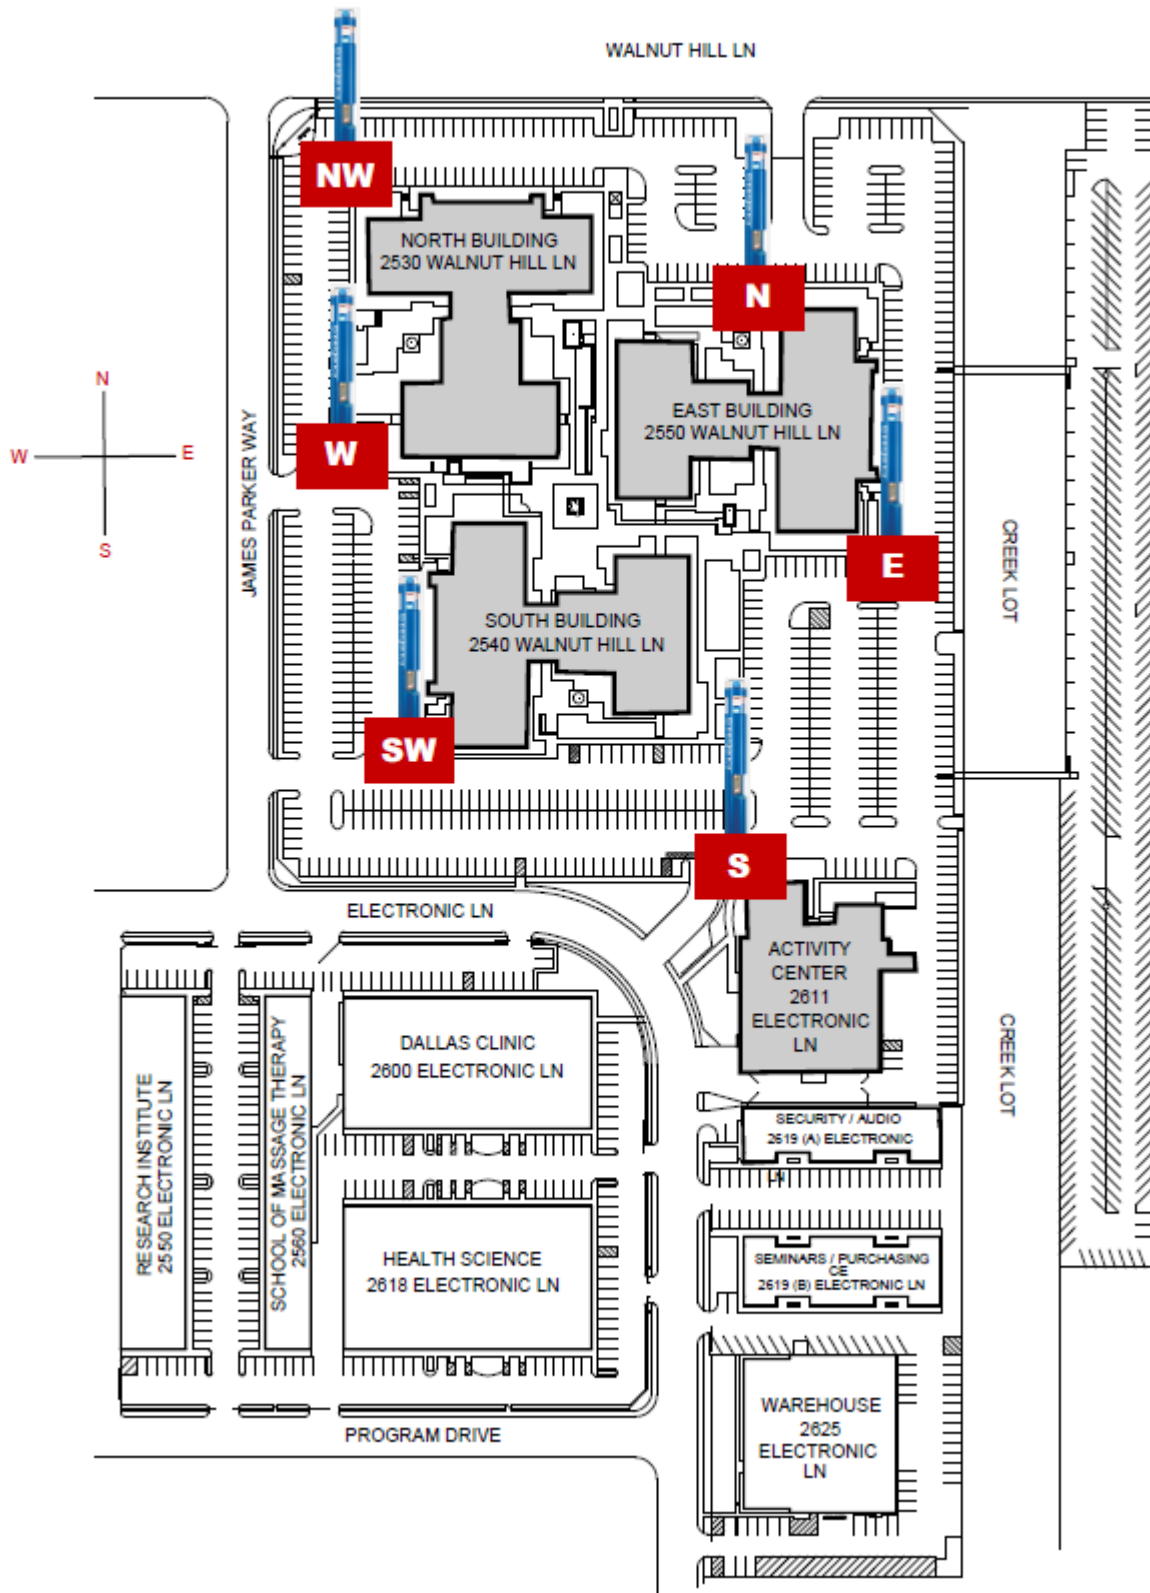 WALNUT HILL LN
NW
NORTH BUILDING
2530 WALNUT HILL LN
N
W
EAST BUILDING
2550 WALNUT HILL LN
N
W
E
S
JAMES PARKER WAY
E
CREEK LOT
SOUTH BUILDING
2540 WALNUT HILL LN
SW
S
ELECTRONIC LN
ACTIVITY
CENTER
2611
ELECTRONIC
LN
CREEK LOT
RESEARCH INSTITUTE
2550 ELECTRONIC LN
SCHOOL OF MASSAGE THERAPY
2560 ELECTRONIC LN
DALLAS CLINIC
2600 ELECTRONIC LN
SECURITY / AUDIO
2619 (A) ELECTRONIC
LN
HEALTH SCIENCE
2618 ELECTRONIC LN
SEMINARS / PURCHASING
CE
2619 (B) ELECTRONIC LN
WAREHOUSE
2625
ELECTRONIC
LN
PROGRAM DRIVE